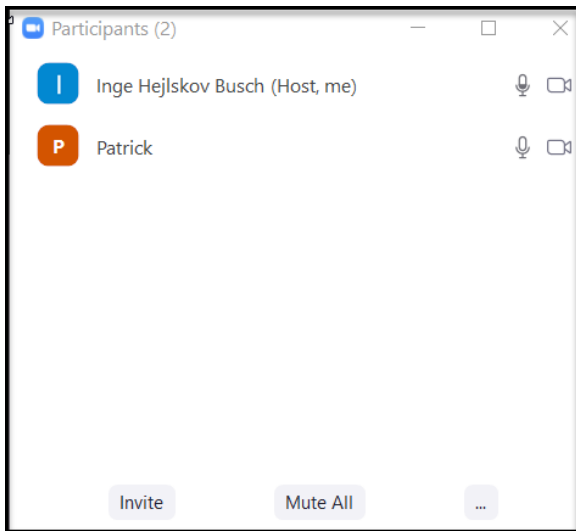 Participants (2)
I Inge Hejlskov Busch (Host, me)
P Patrick
Invite Mute All ...